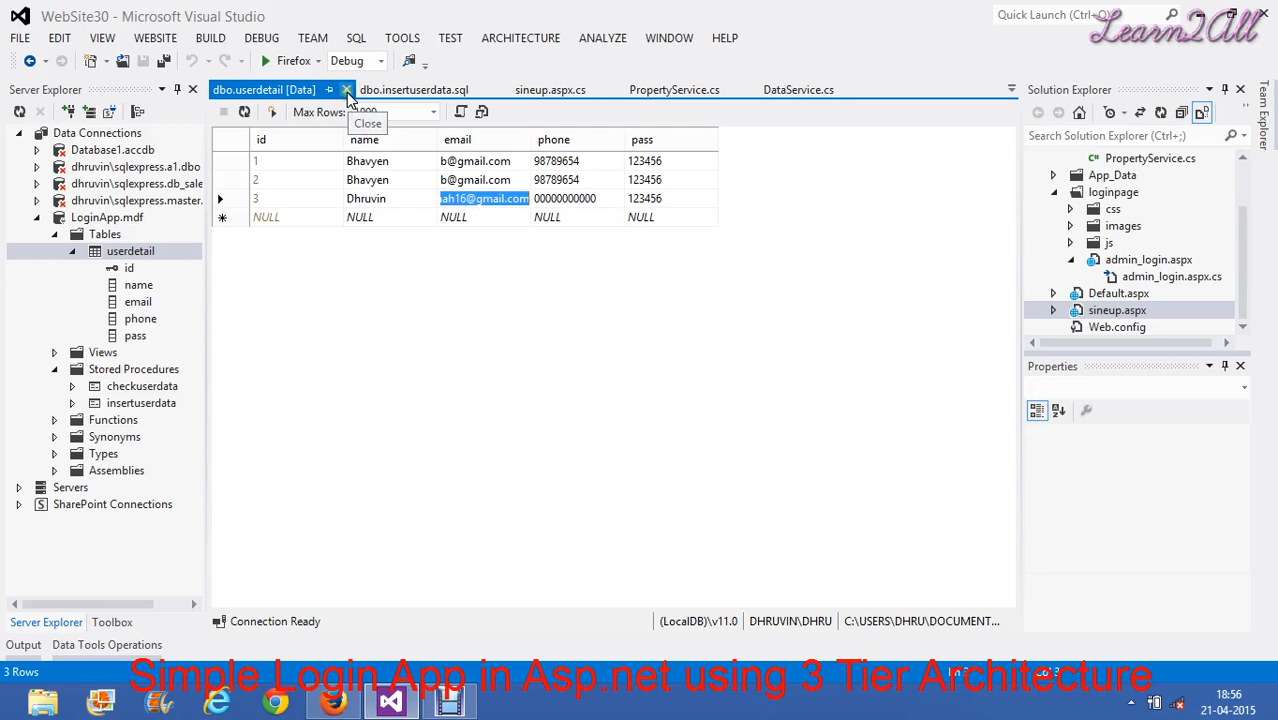 WebSite30 - Microsoft Visual Studio
Quick Launch (Ctrl+Q)
Learn2All
FILE EDIT VIEW WEBSITE BUILD DEBUG TEAM SQL TOOLS TEST ARCHITECTURE ANALYZE WINDOW HELP
Firefox Debug
Server Explorer
Data Connections
Database1.accdb
dhruvin\sqlexpress.a1.dbo
dhruvin\sqlexpress.db_sale
dhruvin\sqlexpress.master.
LoginApp.mdf
Tables
userdetail
id
name
email
phone
pass
Views
Stored Procedures
checkuserdata
insertuserdata
Functions
Synonyms
Types
Assemblies
Servers
SharePoint Connections
Server Explorer Toolbox
dbo.userdetail [Data] dbo.insertuserdata.sql sineup.aspx.cs PropertyService.cs DataService.cs
Max Rows:
Close
id name email phone pass
1 Bhavyen b@gmail.com 98789654 123456
2 Bhavyen b@gmail.com 98789654 123456
3 Dhruvin ah16@gmail.com 00000000000 123456
NULL NULL NULL NULL NULL
Connection Ready (LocalDB)\v11.0 DHRUVIN\DHRU C:\USERS\DHRU\DOCUMENT...
Solution Explorer
Search Solution Explorer (Ctrl+;)
PropertyService.cs
App_Data
loginpage
css
images
js
admin_login.aspx
admin_login.aspx.cs
Default.aspx
sineup.aspx
Web.config
Properties
Team Explorer
Output Data Tools Operations
3 Rows
Simple Login App in Asp.net using 3 Tier Architecture
18:56
21-04-2015